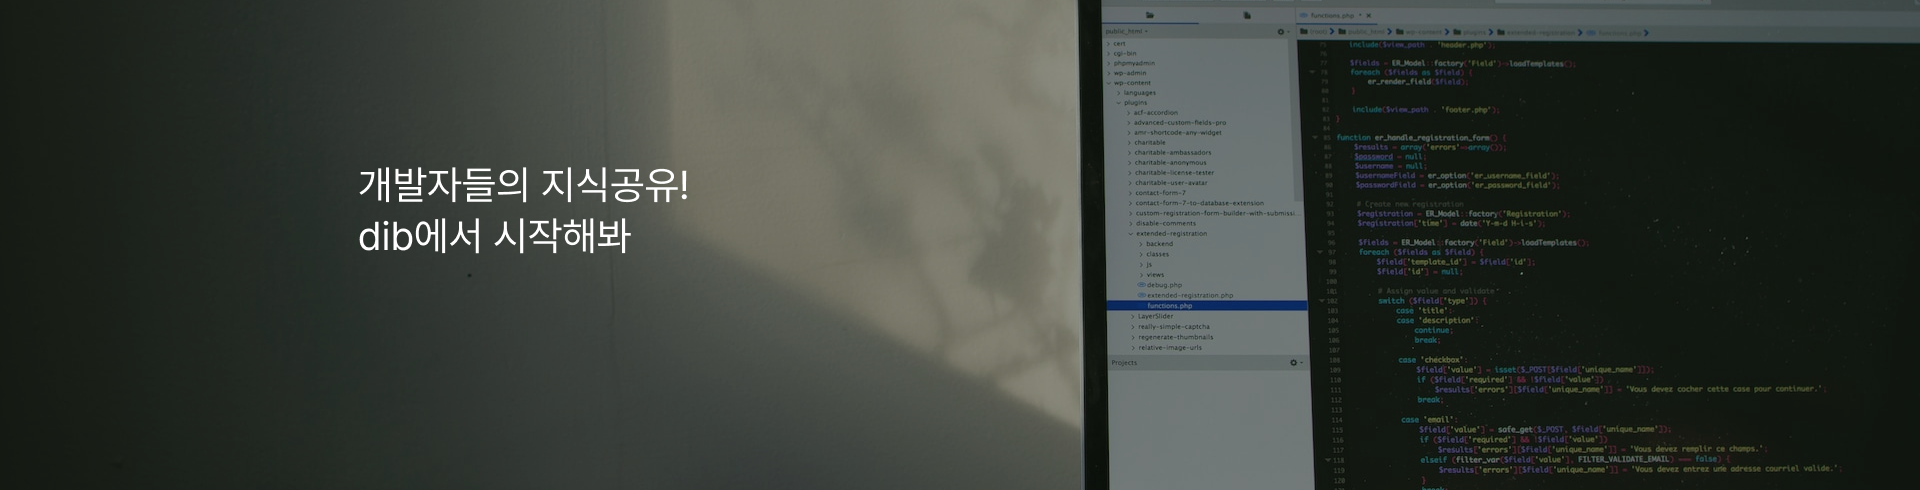 개발자들의 지식공유!
dib에서 시작해봐
functions.php
public_html
cert
cgi-bin
phpmyadmin
wp-admin
wp-content
languages
plugins
acf-accordion
advanced-custom-fields-pro
amr-shortcode-any-widget
charitable
charitable-ambassadors
charitable-anonymous
charitable-license-tester
charitable-user-avatar
contact-form-7
contact-form-7-to-database-extension
custom-registration-form-builder-with-submissi...
disable-comments
extended-registration
backend
classes
js
views
debug.php
extended-registration.php
functions.php
LayerSlider
really-simple-captcha
regenerate-thumbnails
relative-image-urls
Projects
public_html wp-content plugins extended-registration functions.php
75 include($view_path . 'header.php');
76
77 $fields = ER_Model::factory('Field')->loadTemplates();
78 foreach ($fields as $field) {
79 er_render_field($field);
80 }
81
82 include($view_path . 'footer.php');
83 }
84
85 function er_handle_registration_form() {
86 $results = array('errors'=>array());
87 $password = null;
88 $username = null;
89 $usernameField = er_option('er_username_field');
90 $passwordField = er_option('er_password_field');
91
92 # Create new registration
93 $registration = ER_Model::factory('Registration');
94 $registration['time'] = date('Y-m-d H-i-s');
95
96 $fields = ER_Model::factory('Field')->loadTemplates();
97 foreach ($fields as $field) {
98 $field['template_id'] = $field['id'];
99 $field['id'] = null;
100
101 # Assign value and validate
102 switch ($field['type']) {
103 case 'title':
104 case 'description':
105 continue;
106 break;
107
108 case 'checkbox':
109 $field['value'] = isset($_POST[$field['unique_name']]);
110 if ($field['required'] && !$field['value'])
111 $results['errors'][$field['unique_name']] = 'Vous devez cocher cette case pour continuer.';
112 break;
113
114 case 'email':
115 $field['value'] = safe_get($_POST, $field['unique_name']);
116 if ($field['required'] && !$field['value'])
117 $results['errors'][$field['unique_name']] = 'Vous devez remplir ce champs.';
118 elseif (filter_var($field['value'], FILTER_VALIDATE_EMAIL) === false) {
119 $results['errors'][$field['unique_name']] = 'Vous devez entrez une adresse courriel valide.';
120 }